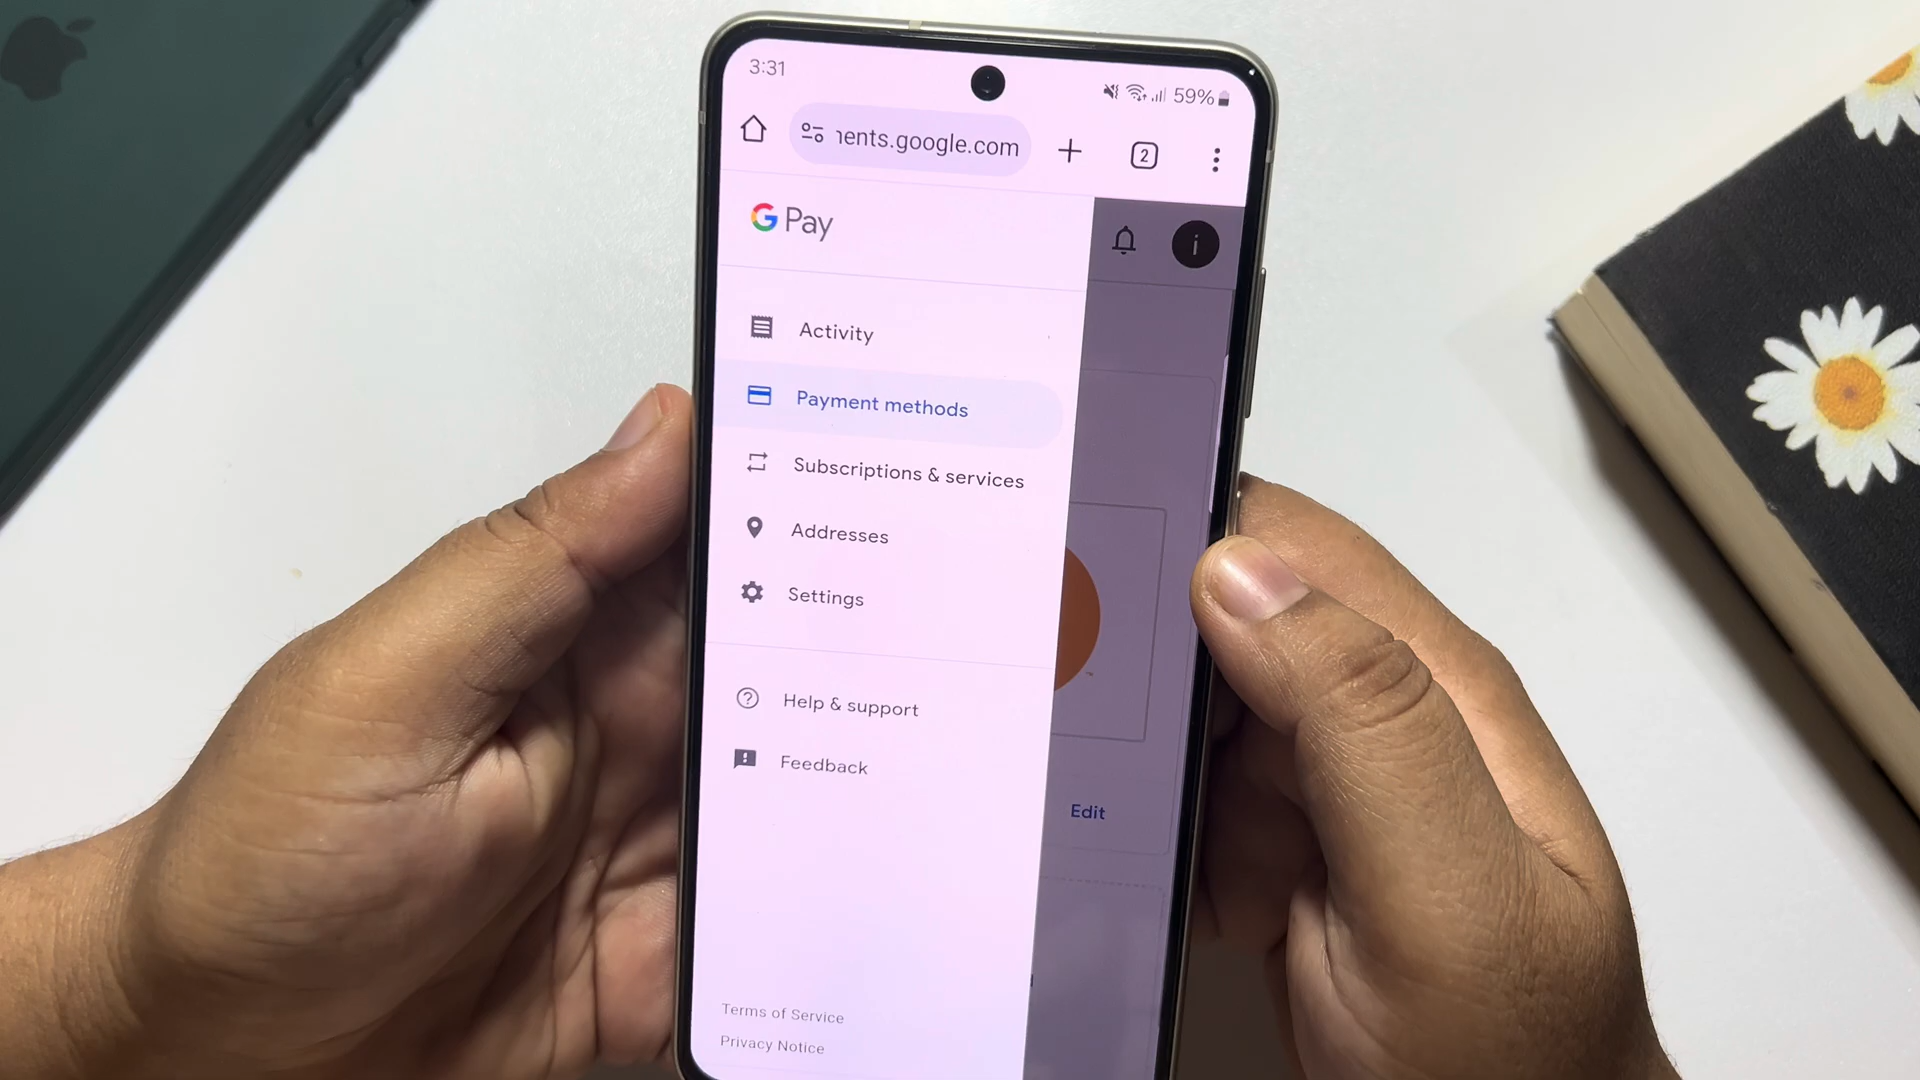 3:31
59%
nents.google.com
2
G Pay
i
Activity
Payment methods
Subscriptions & services
Addresses
Settings
Help & support
Feedback
Edit
Terms of Service
Privacy Notice